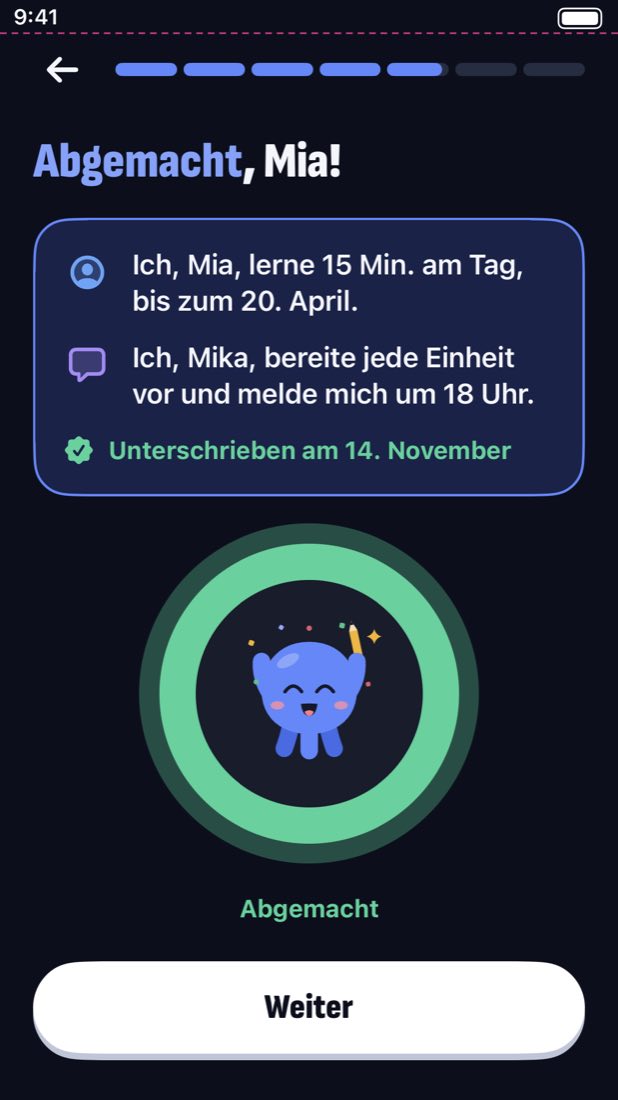 9:41
Abgemacht, Mia!
Ich, Mia, lerne 15 Min. am Tag,
bis zum 20. April.
Ich, Mika, bereite jede Einheit
vor und melde mich um 18 Uhr.
Unterschrieben am 14. November
Abgemacht
Weiter